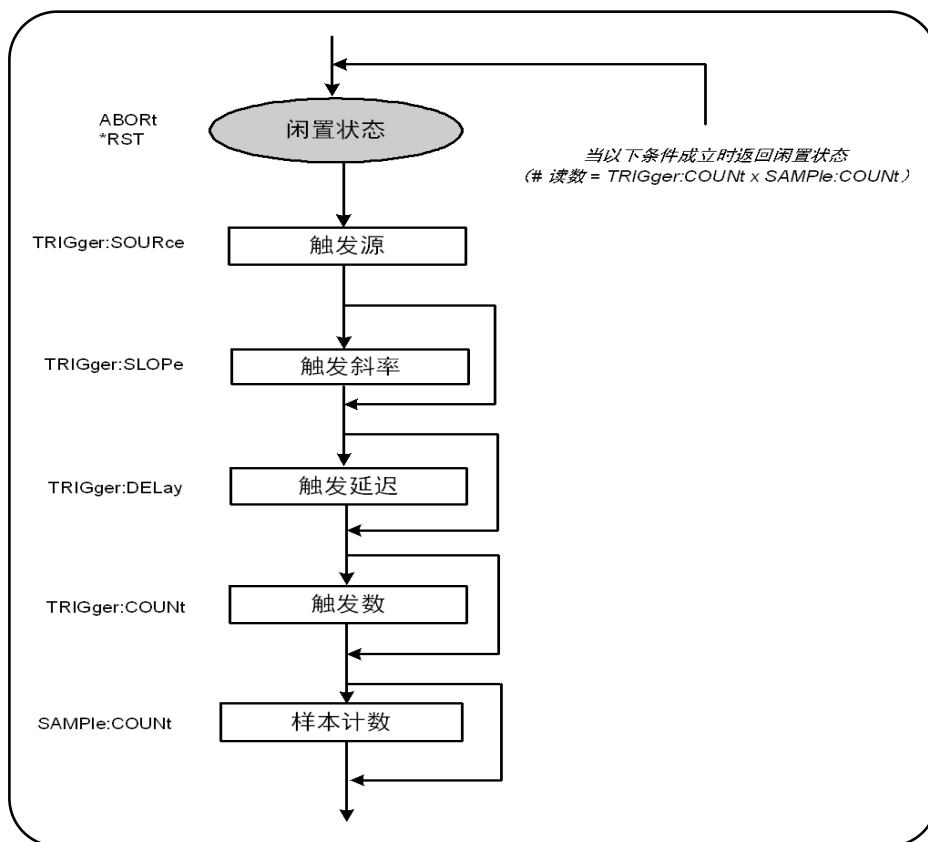 ABORt
*RST
闲置状态
当以下条件成立时返回闲置状态
（# 读数 = TRIGger:COUNt x SAMPle:COUNt）
TRIGger:SOURce
触发源
TRIGger:SLOPe
触发斜率
TRIGger:DELay
触发延迟
TRIGger:COUNt
触发数
SAMPle:COUNt
样本计数